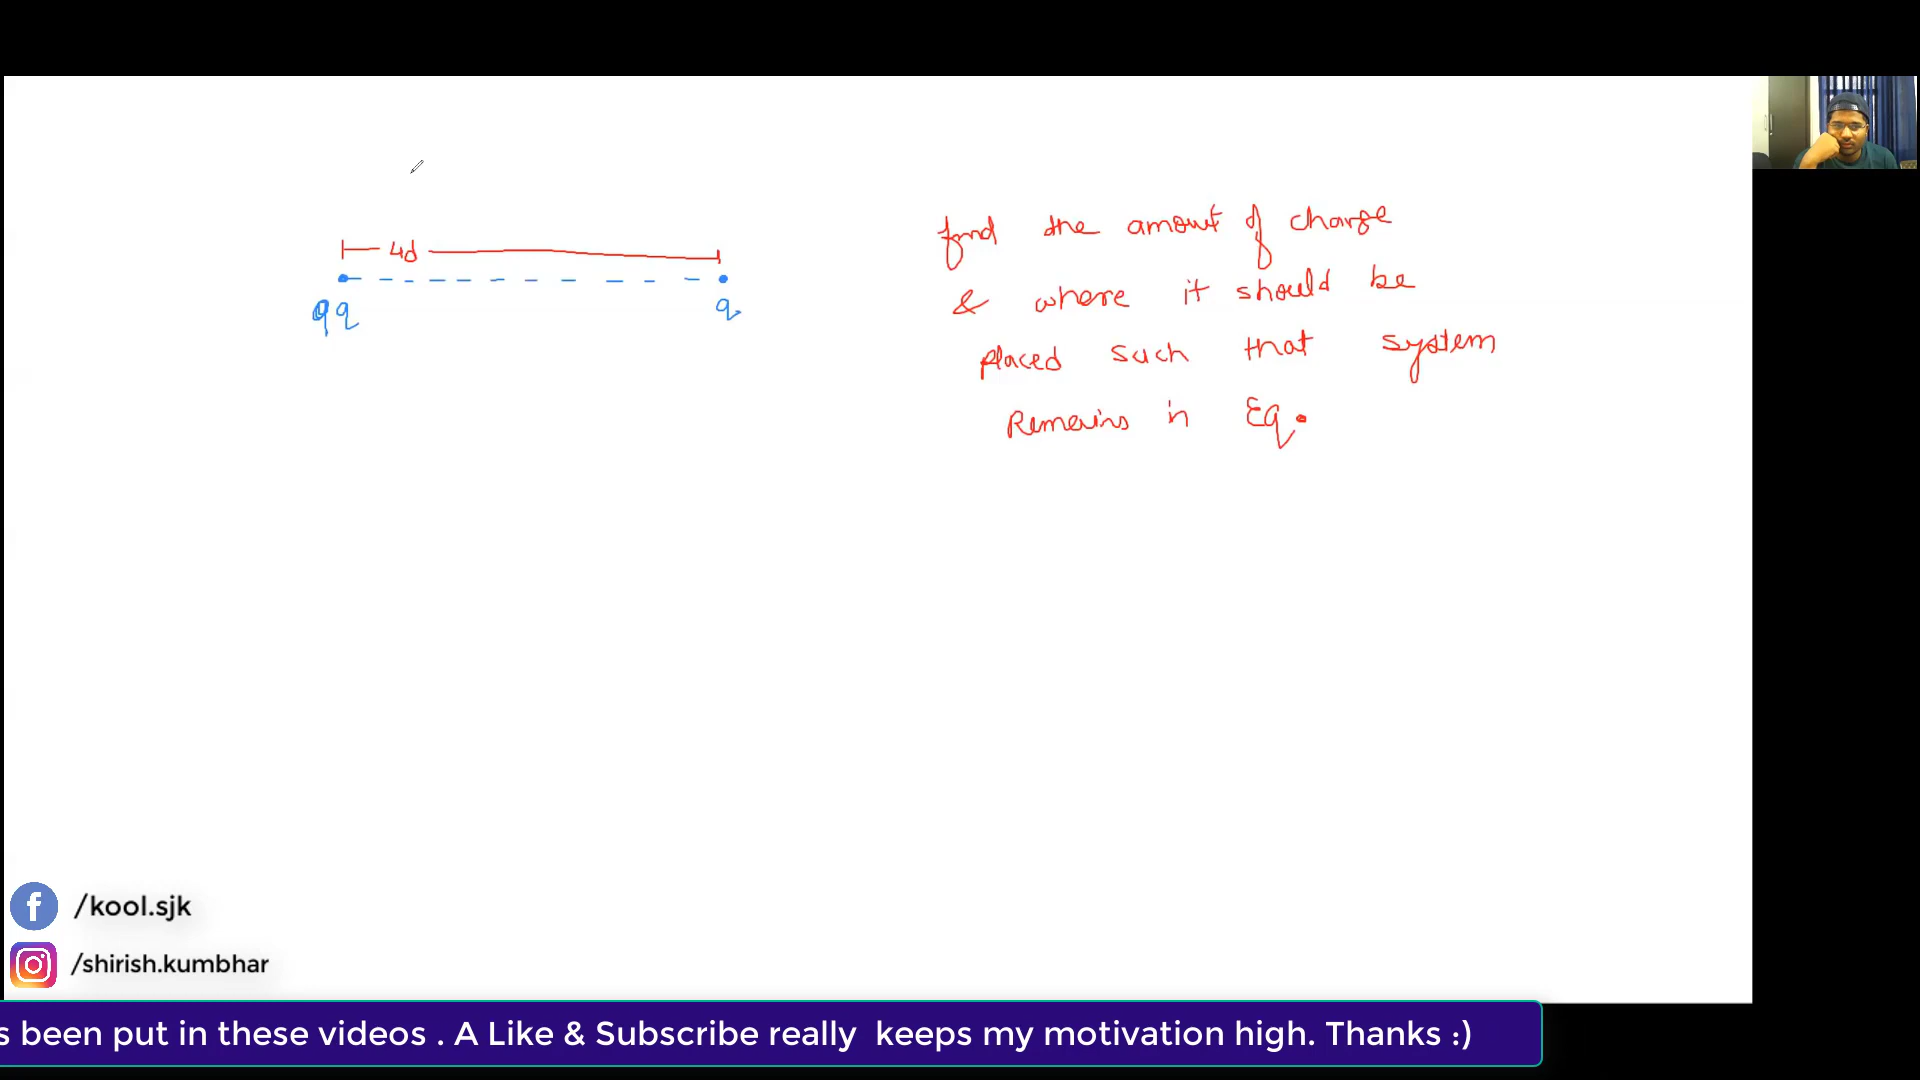 4d
9q
q
find the amout of charge
& where it should be
placed such that system
Remains in Eq.
/kool.sjk
/shirish.kumbhar
s been put in these videos . A Like & Subscribe really keeps my motivation high. Thanks :)